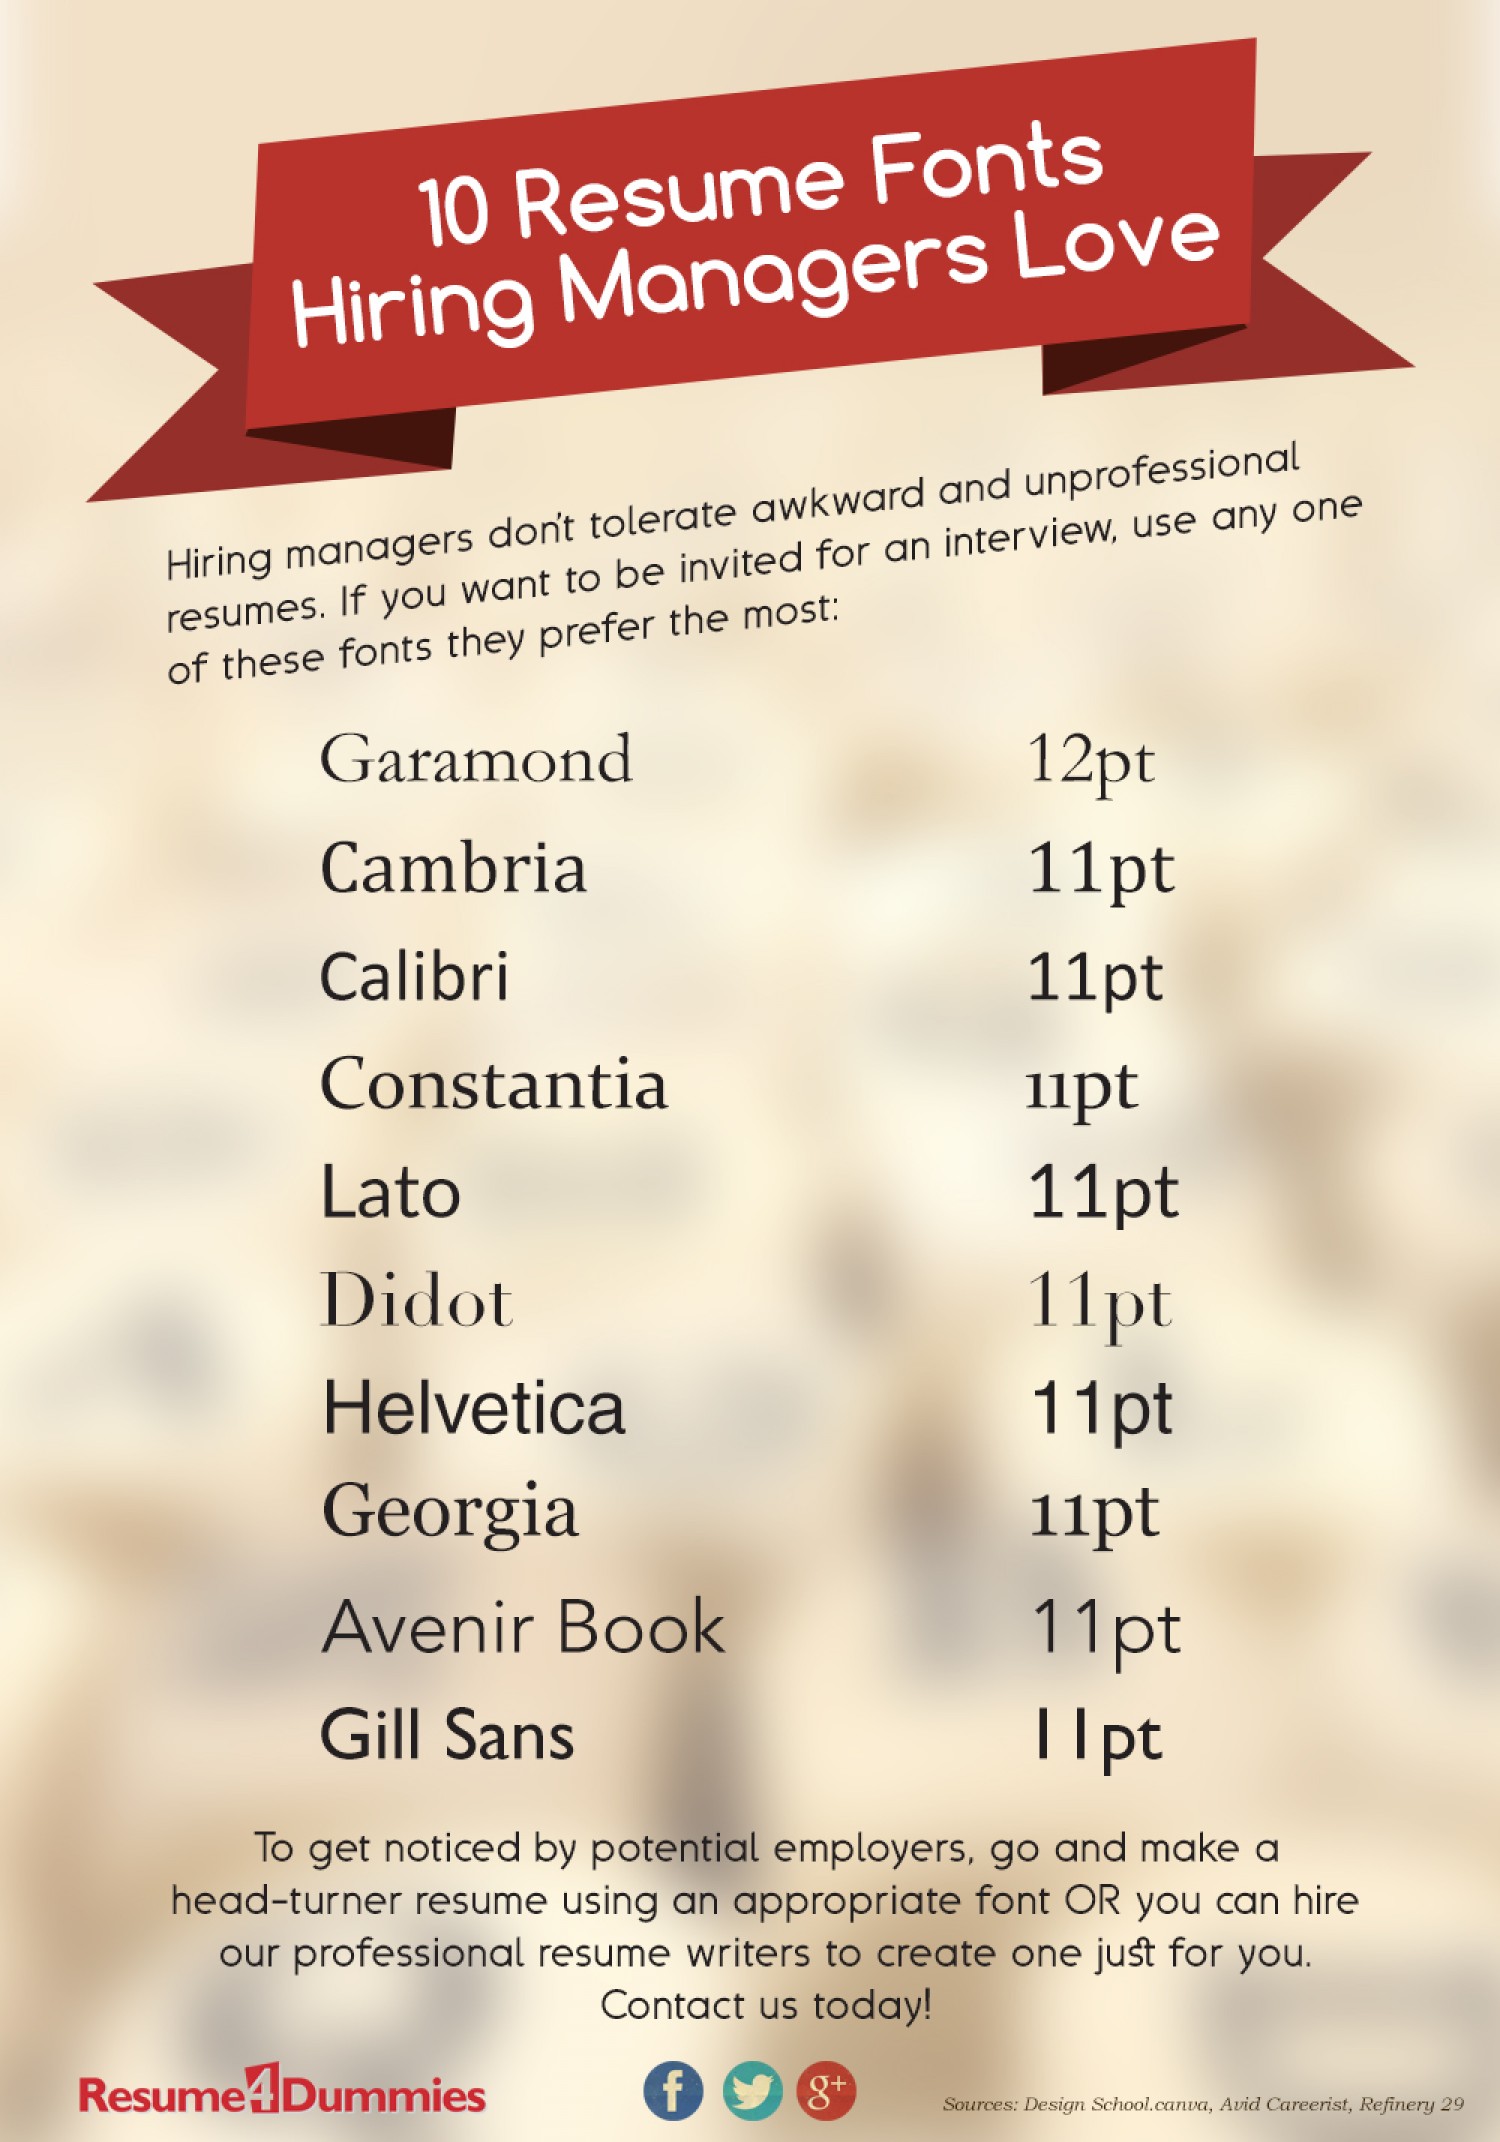 10 Resume Fonts
Hiring Managers Love
Hiring managers don't tolerate awkward and unprofessional
resumes. If you want to be invited for an interview, use any one
of these fonts they prefer the most:
Garamond 12pt
Cambria 11pt
Calibri 11pt
Constantia 11pt
Lato 11pt
Didot 11pt
Helvetica 11pt
Georgia 11pt
Avenir Book 11pt
Gill Sans 11pt
To get noticed by potential employers, go and make a
head-turner resume using an appropriate font OR you can hire
our professional resume writers to create one just for you.
Contact us today!
Resume4Dummies
f
g+
Sources: Design School.canva, Avid Careerist, Refinery 29